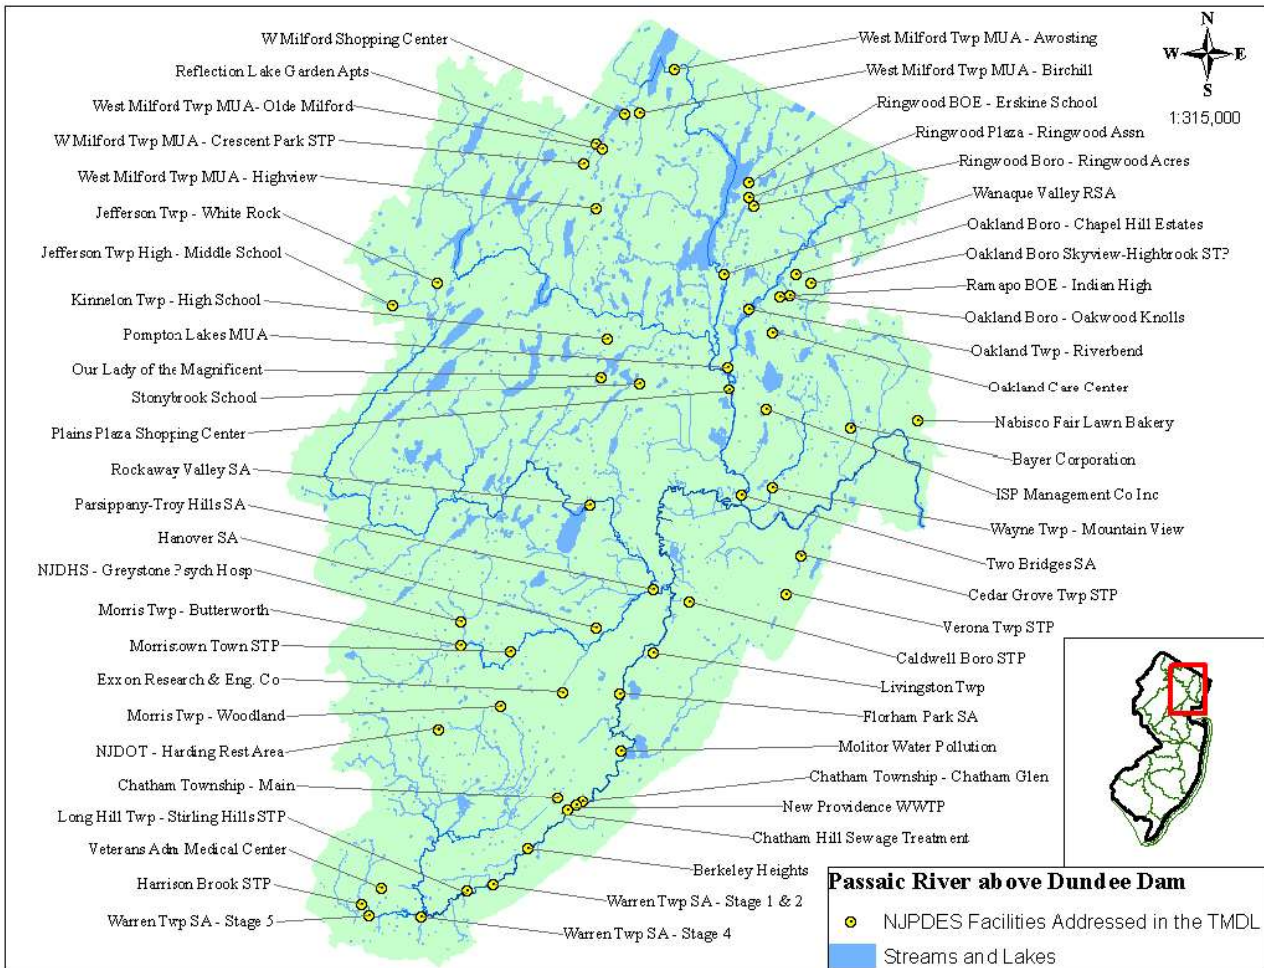 N
W E
S
1:315,000
W Milford Shopping Center
Reflection Lake Garden Apts
West Milford Twp MUA- Olde Milford
W Milford Twp MUA - Crescent Park STP
West Milford Twp MUA - Highview
Jefferson Twp - White Rock
Jefferson Twp High - Middle School
Kinnelon Twp - High School
Pompton Lakes MUA
Our Lady of the Magnificent
Stonybrook School
Plains Plaza Shopping Center
Rockaway Valley SA
Parsippany-Troy Hills SA
Hanover SA
NJDHS - Greystone Psych Hosp
Morris Twp - Butterworth
Morristown Town STP
Exxon Research & Eng. Co
Morris Twp - Woodland
NJDOT - Harding Rest Area
Chatham Township - Main
Long Hill Twp - Stirling Hills STP
Veterans Adm Medical Center
Harrison Brook STP
Warren Twp SA - Stage 5
West Milford Twp MUA - Awosting
West Milford Twp MUA - Birchill
Ringwood BOE - Erskine School
Ringwood Plaza - Ringwood Assn
Ringwood Boro - Ringwood Acres
Wanaque Valley RSA
Oakland Boro - Chapel Hill Estates
Oakland Boro Skyview-Highbrook STP
Ramapo BOE - Indian High
Oakland Boro - Oakwood Knolls
Oakland Twp - Riverbend
Oakland Care Center
Nabisco Fair Lawn Bakery
Bayer Corporation
ISP Management Co Inc
Wayne Twp - Mountain View
Two Bridges SA
Cedar Grove Twp STP
Verona Twp STP
Caldwell Boro STP
Livingston Twp
Florham Park SA
Molitor Water Pollution
Chatham Township - Chatham Glen
New Providence WWTP
Chatham Hill Sewage Treatment
Berkeley Heights
Warren Twp SA - Stage 1 & 2
Warren Twp SA - Stage 4
Passaic River above Dundee Dam
NJPDES Facilities Addressed in the TMDL
Streams and Lakes